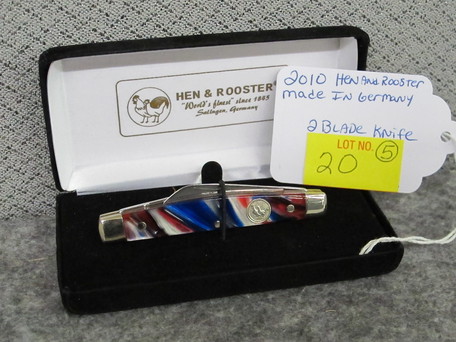 HEN & ROOSTER
"World's finest" since 1845
Solingen, Germany
2010 HEN AND ROOSTER
made IN Germany
2 Blade Knife
LOT NO. 5
20